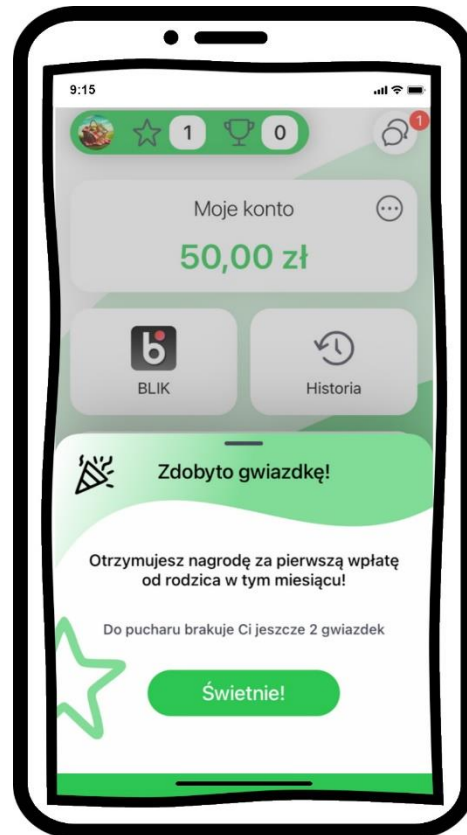 9:15
1
0
1
Moje konto
50,00 zł
b
BLIK
Historia
Zdobyto gwiazdkę!
Otrzymujesz nagrodę za pierwszą wpłatę
od rodzica w tym miesiącu!
Do pucharu brakuje Ci jeszcze 2 gwiazdek
Świetnie!